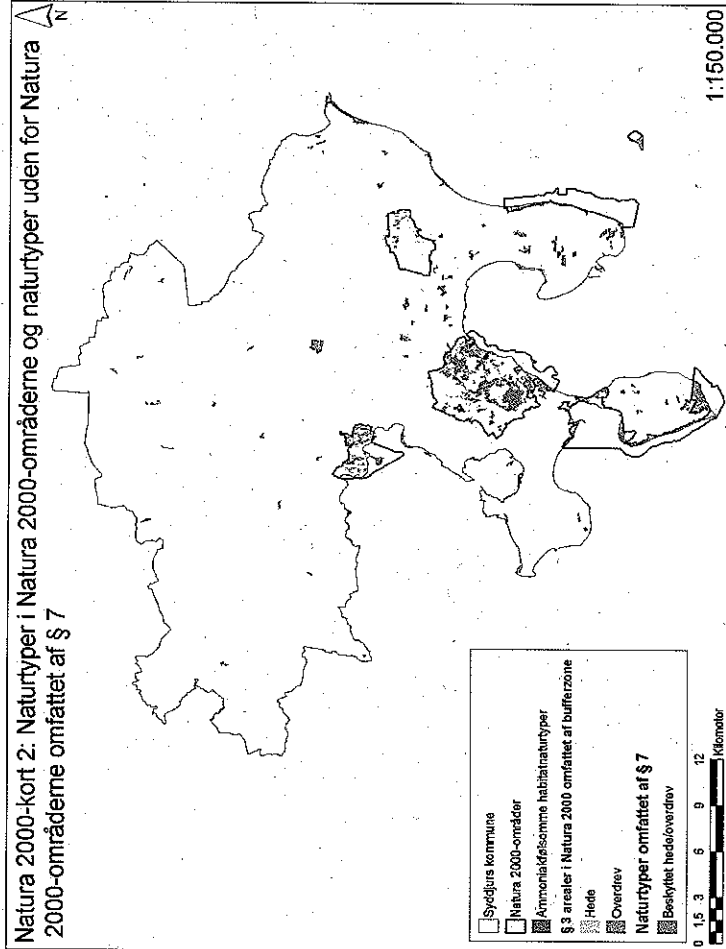 Natura 2000-kort 2: Naturtyper i Natura 2000-områderne og naturtyper uden for Natura
2000-områderne omfattet af § 7
N
Syddjurs kommune
Natura 2000-områder
Ammoniakfølsomme habitatnaturtyper
§ 3 arealer i Natura 2000 omfattet af bufferzone
Hede
Overdrev
Naturtyper omfattet af § 7
Beskyttet hede/overdrev
0 1,5 3 6 9 12
Kilometer
1:150.000